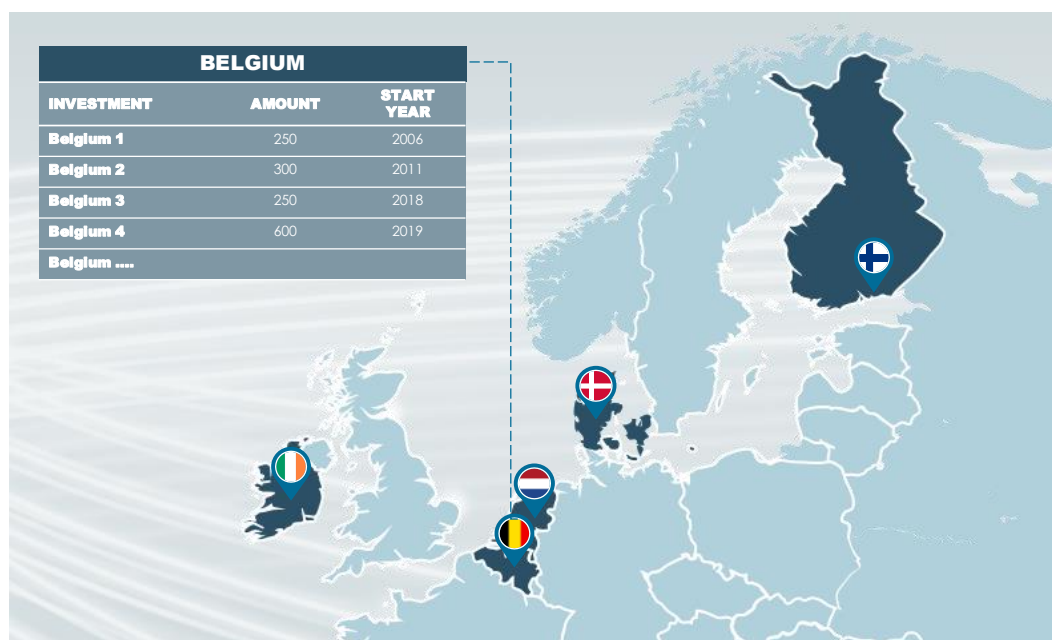 BELGIUM
INVESTMENT AMOUNT START YEAR
Belgium 1 250 2006
Belgium 2 300 2011
Belgium 3 250 2018
Belgium 4 600 2019
Belgium ....